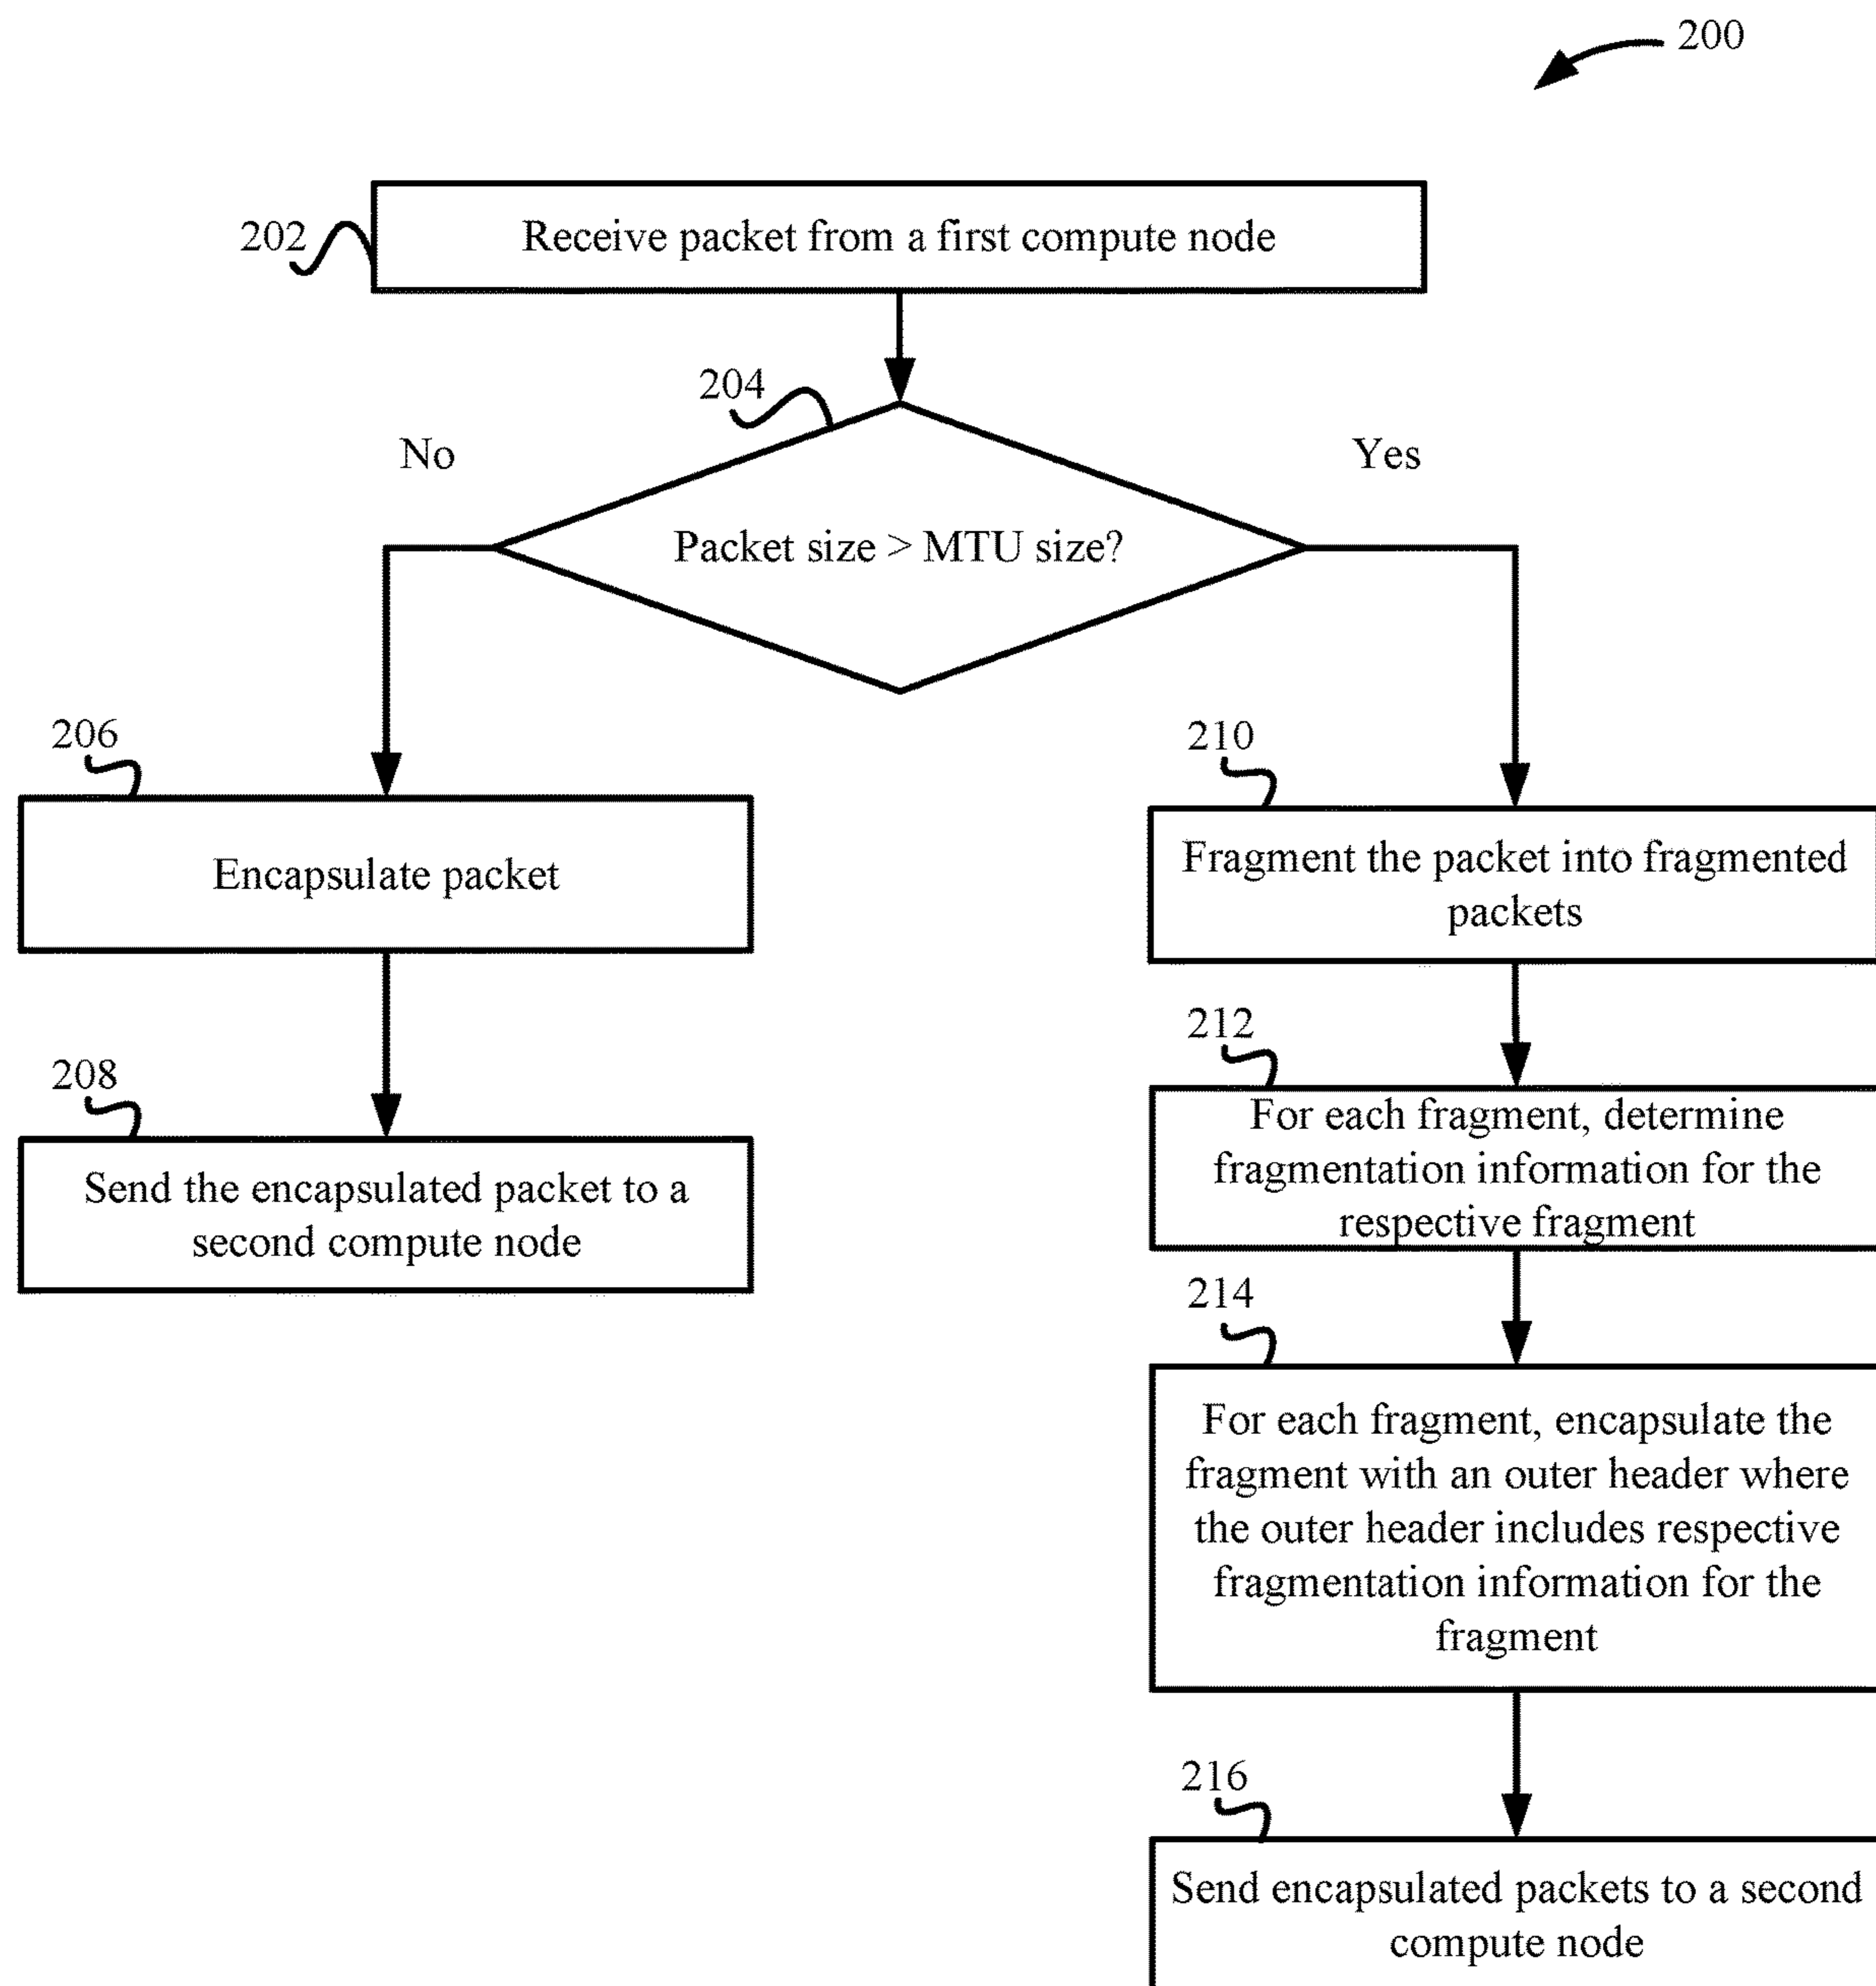 200
202
Receive packet from a first compute node
204
No
Yes
Packet size > MTU size?
206
Encapsulate packet
208
Send the encapsulated packet to a
second compute node
210
Fragment the packet into fragmented
packets
212
For each fragment, determine
fragmentation information for the
respective fragment
214
For each fragment, encapsulate the
fragment with an outer header where
the outer header includes respective
fragmentation information for the
fragment
216
Send encapsulated packets to a second
compute node